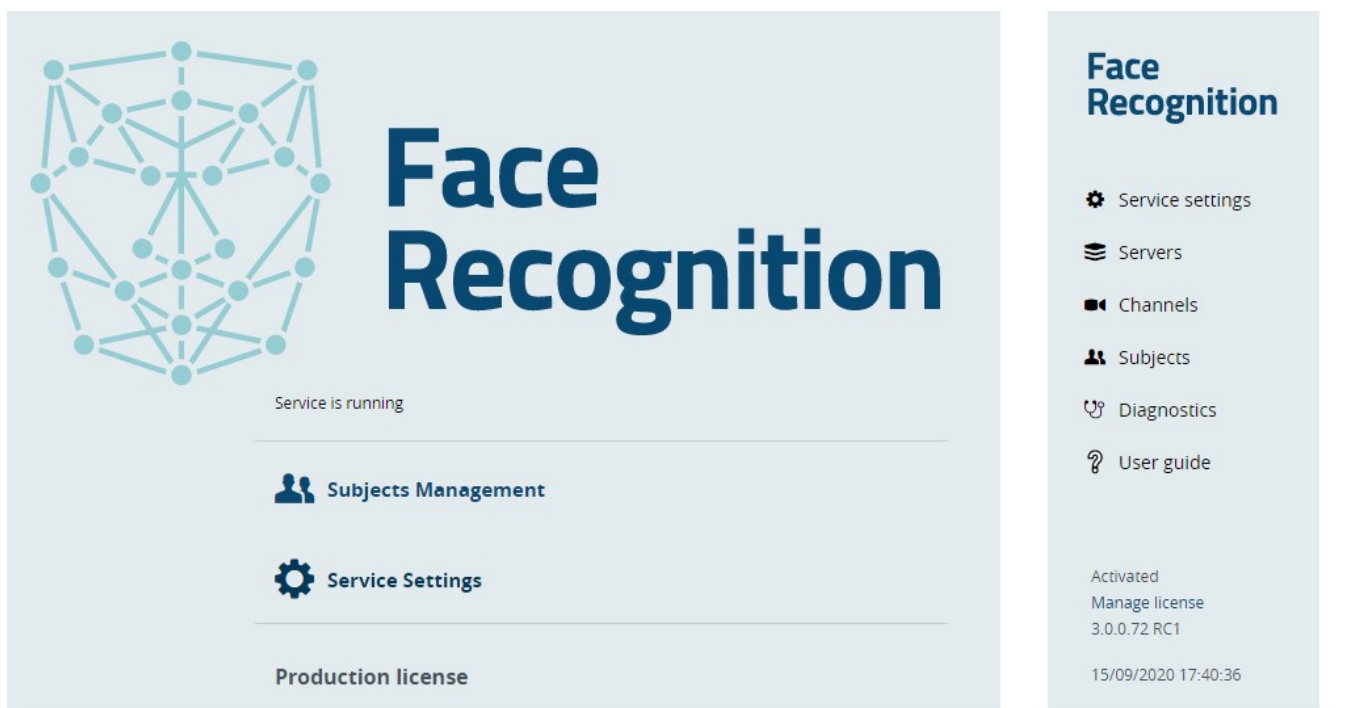 Face
Recognition
Service is running
Subjects Management
Service Settings
Production license
Face
Recognition
Service settings
Servers
Channels
Subjects
Diagnostics
User guide
Activated
Manage license
3.0.0.72 RC1
15/09/2020 17:40:36